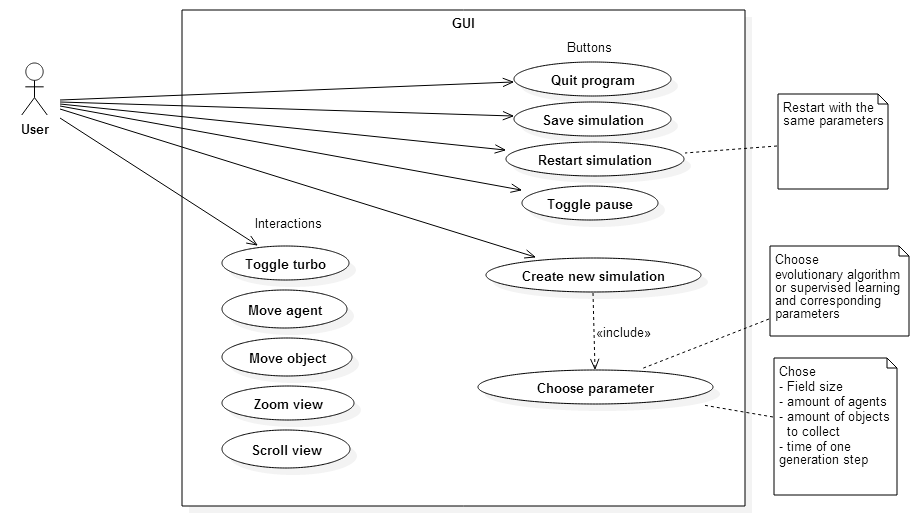 GUI
Buttons
Quit program
Save simulation
Restart simulation
Toggle pause
Restart with the
same parameters
User
Interactions
Toggle turbo
Move agent
Move object
Zoom view
Scroll view
Create new simulation
«include»
Choose parameter
Choose
evolutionary algorithm
or supervised learning
and corresponding
parameters
Chose
- Field size
- amount of agents
- amount of objects
to collect
- time of one
generation step